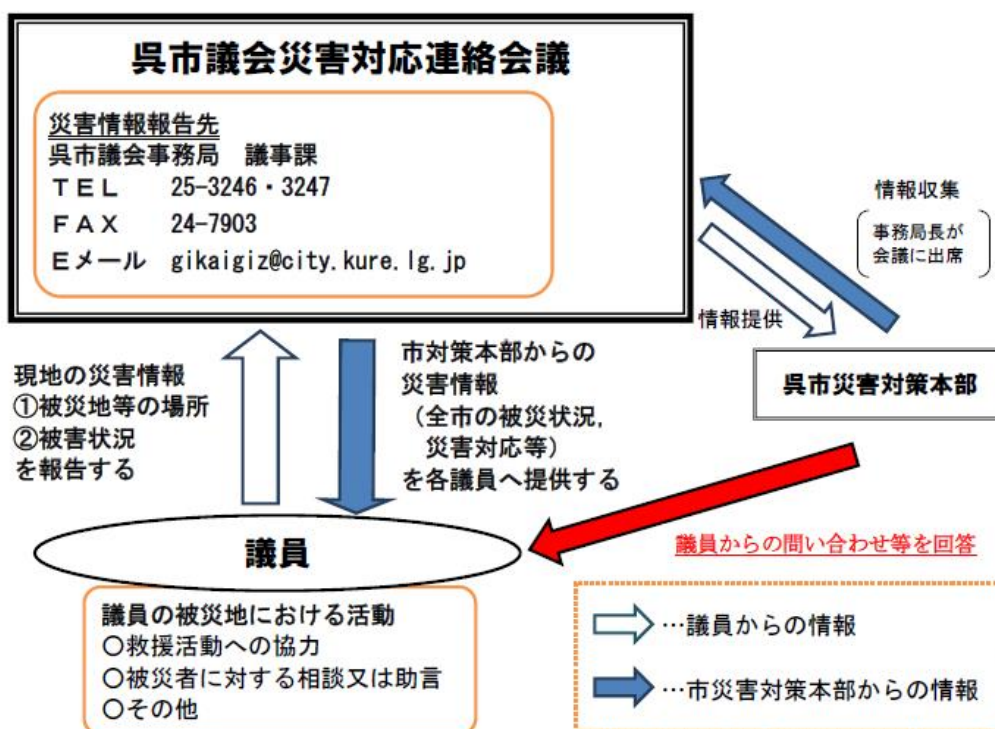 呉市議会災害対応連絡会議
災害情報報告先
呉市議会事務局 議事課
TEL 25-3246・3247
FAX 24-7903
Eメール gikaigiz@city.kure.lg.jp
情報収集
事務局長が
会議に出席
情報提供
呉市災害対策本部
現地の災害情報
①被災地等の場所
②被害状況
を報告する
市対策本部からの
災害情報
（全市の被災状況,
災害対応等）
を各議員へ提供する
議員
議員からの問い合わせ等を回答
議員の被災地における活動
○救援活動への協力
○被災者に対する相談又は助言
○その他
…議員からの情報
…市災害対策本部からの情報